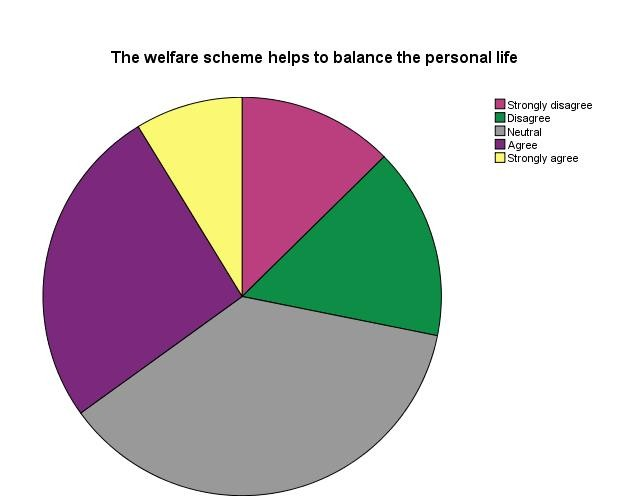 The welfare scheme helps to balance the personal life
Strongly disagree
Disagree
Neutral
Agree
Strongly agree